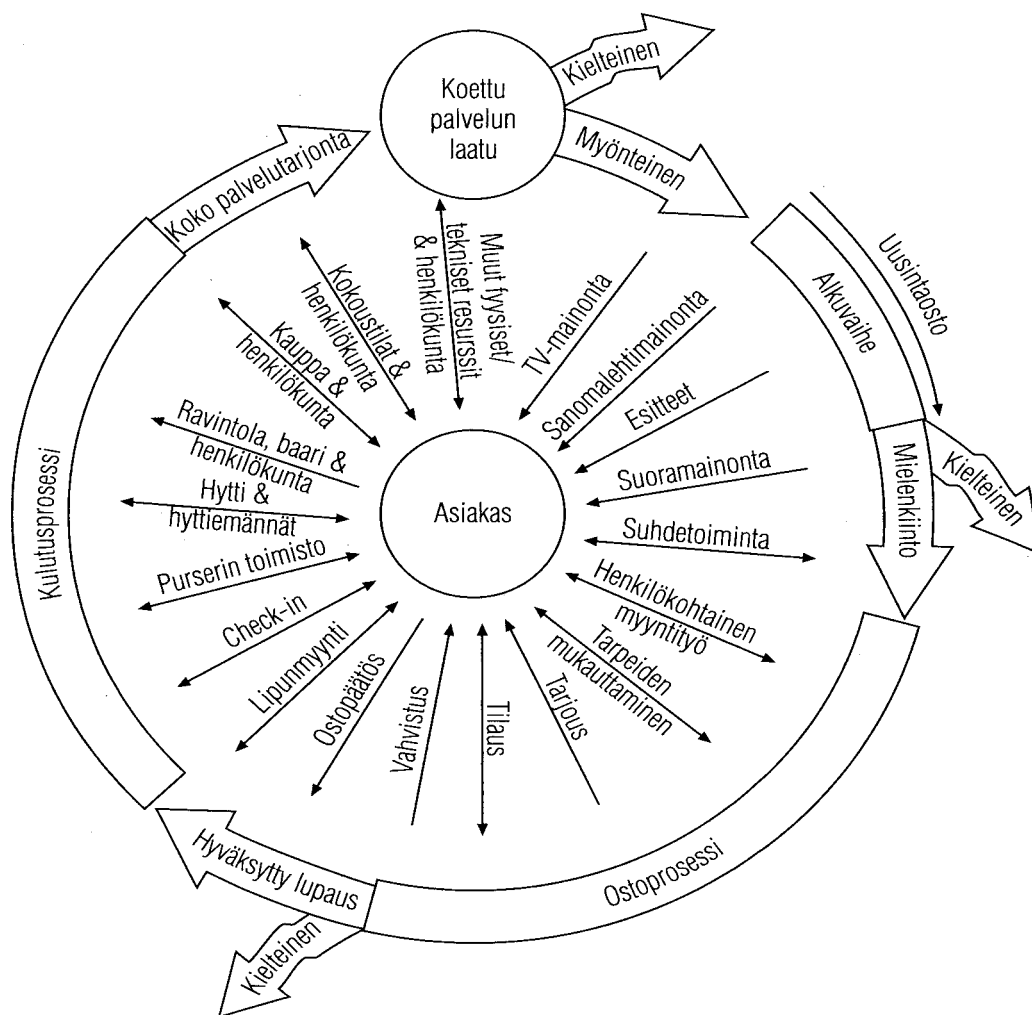 Koettu
palvelun
laatu
Kielteinen
Myönteinen
Uusintaosto
Alkuvaihe
Mielenkiinto
Kielteinen
Ostoprosessi
Hyväksytty lupaus
Kielteinen
Kulutusprosessi
Koko palvelutarjonta
Asiakas
Muut fyysiset/
tekniset resurssit
& henkilökunta
TV-mainonta
Sanomalehtimainonta
Esitteet
Suoramainonta
Suhdetoiminta
Henkilökohtainen
myyntityö
Tarpeiden
mukauttaminen
Tarjous
Tilaus
Vahvistus
Ostopäätös
Lipunmyynti
Check-in
Purserin toimisto
Hytti &
hyttiemännät
Ravintola, baari &
henkilökunta
Kauppa &
henkilökunta
Kokoustilat &
henkilökunta